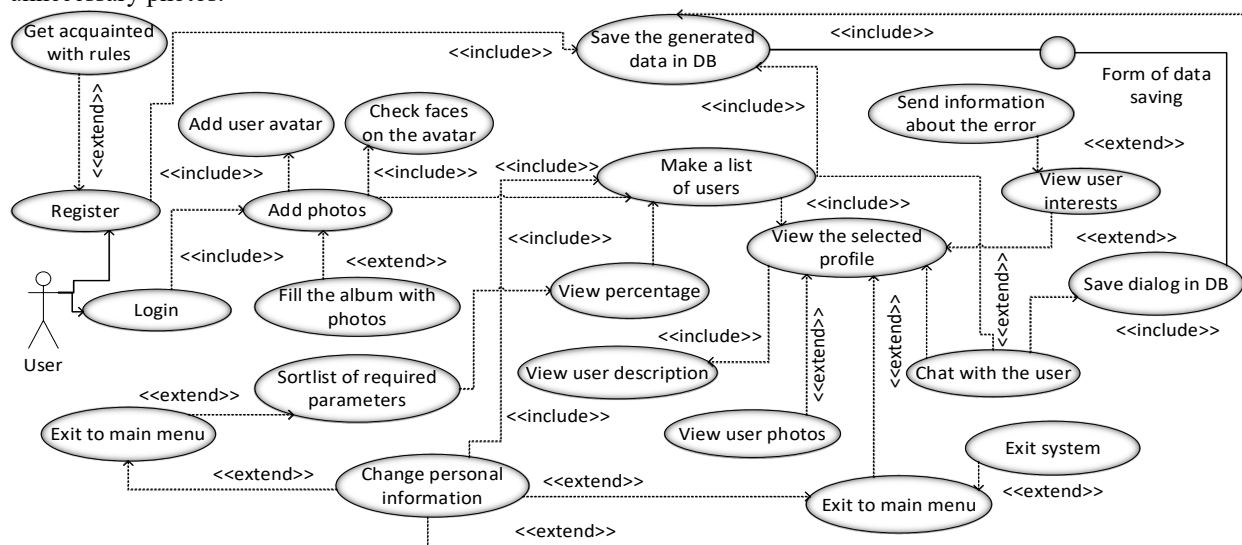 unnecessary photos.
Get acquainted
with rules
<<include>>
Save the generated
data in DB
<<include>>
Form of data
saving
<<extend>>
Add user avatar
Check faces
on the avatar
<<include>>
Send information
about the error
<<extend>>
<<include>>
<<include>>
<<include>>
Make a list
of users
View user
interests
Register
Add photos
<<include>>
View the selected
profile
<<extend>>
<<include>>
<<include>>
<<extend>>
Save dialog in DB
<<include>>
Login
Fill the album with
photos
View percentage
<<extend>>
User
<<include>>
View user description
<<extend>>
<<extend>>
Chat with the user
Sortlist of required
parameters
<<extend>>
<<include>>
Exit to main menu
View user photos
Exit system
<<extend>>
Change personal
information
<<extend>>
<<extend>>
Exit to main menu
<<extend>>